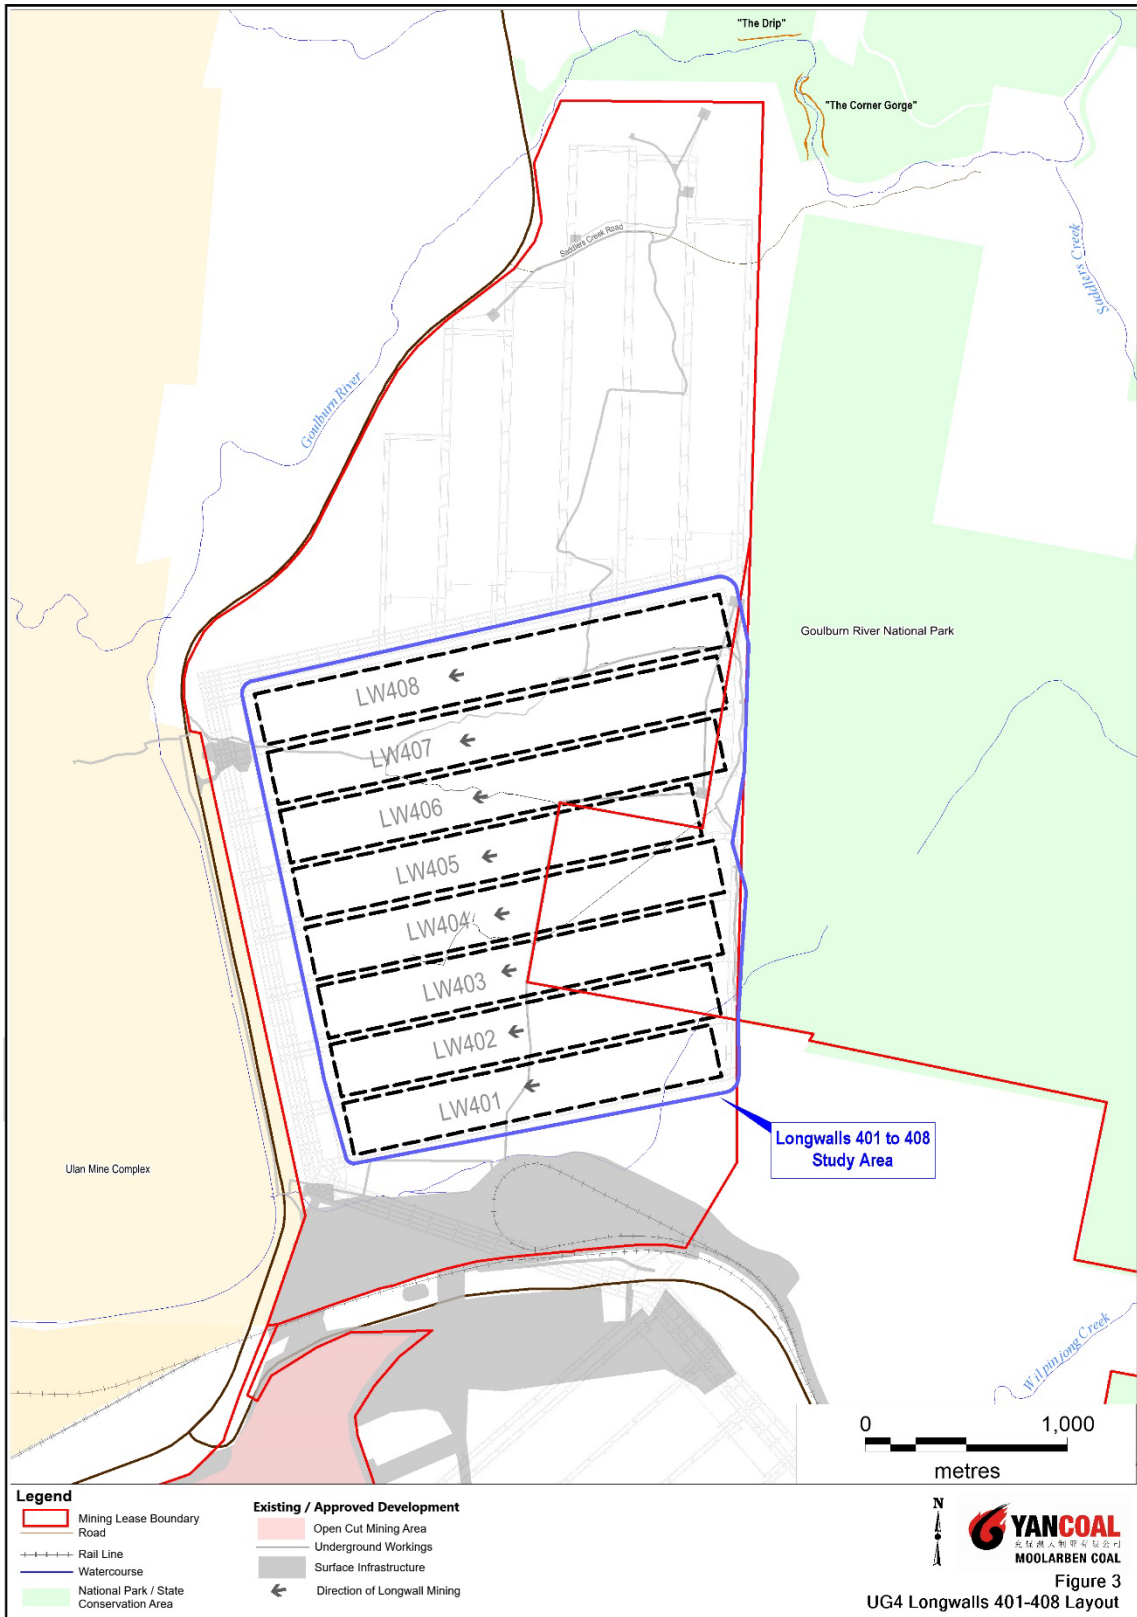 "The Drip"
"The Corner Gorge"
Saddlers Creek Road
Saddlers Creek
Goulburn River
Goulburn River National Park
LW408
LW407
LW406
LW405
LW404
LW403
LW402
LW401
Longwalls 401 to 408
Study Area
Ulan Mine Complex
Wilpinjong Creek
0 1,000
metres
Legend
Mining Lease Boundary
Road
Rail Line
Watercourse
National Park / State
Conservation Area
Existing / Approved Development
Open Cut Mining Area
Underground Workings
Surface Infrastructure
Direction of Longwall Mining
N
YANCOAL
MOOLARBEN COAL
Figure 3
UG4 Longwalls 401-408 Layout